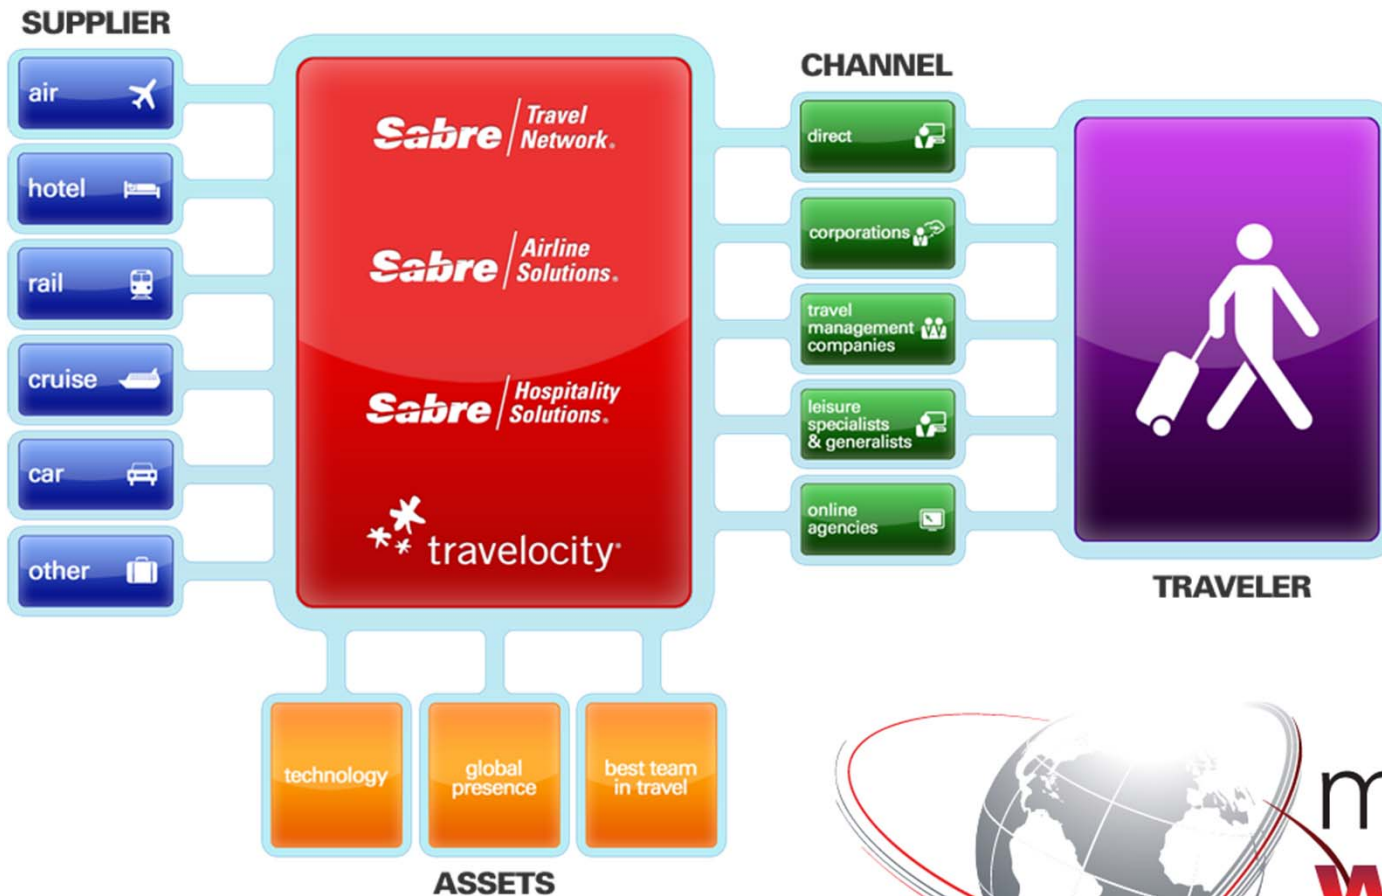 SUPPLIER
air
hotel
rail
cruise
car
other
Sabre Travel
Network®
Sabre Airline
Solutions®
Sabre Hospitality
Solutions®
travelocity®
CHANNEL
direct
corporations
travel
management
companies
leisure
specialists
& generalists
online
agencies
TRAVELER
technology
global
presence
best team
in travel
ASSETS